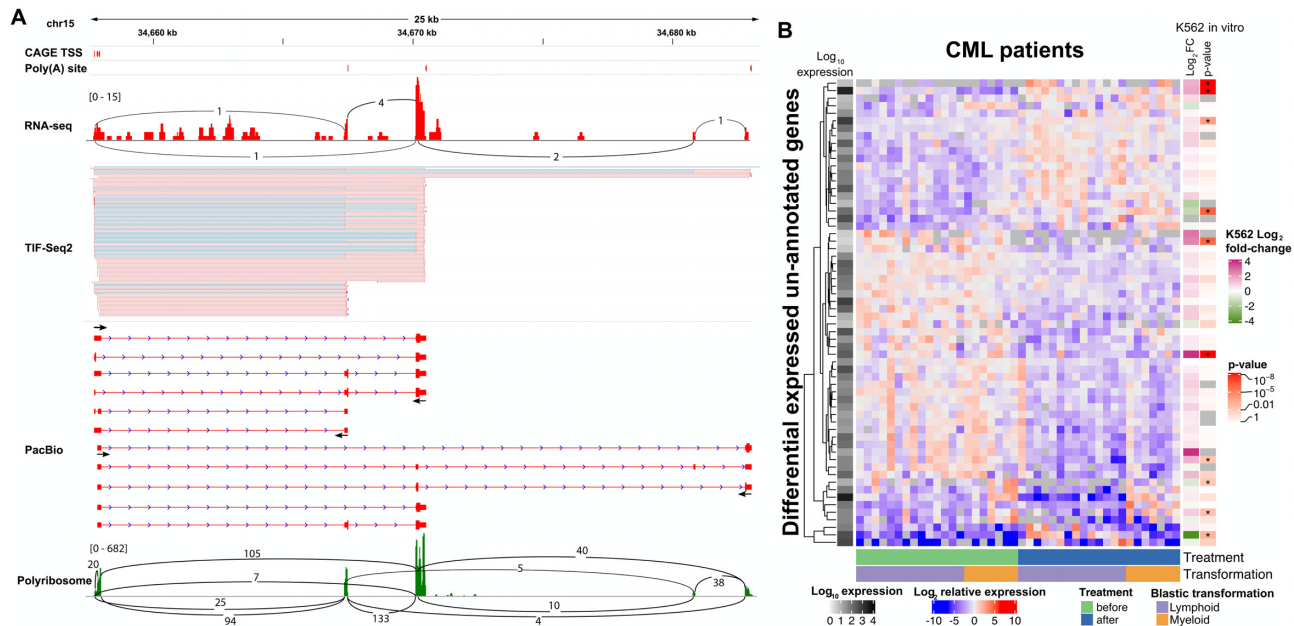 A
chr15
25 kb
34,660 kb
34,670 kb
34,680 kb
CAGE TSS
Poly(A) site
[0 - 15]
RNA-seq
1
4
1
1
2
TIF-Seq2
PacBio
[0 - 682]
Polyribosome
20
105
40
7
5
38
25
10
94
133
4
B
CML patients
K562 in vitro
Log10
expression
Log2FC
p-value
Differential expressed un-annotated genes
*
*
*
*
*
*
*
*
*
*
K562 Log2
fold-change
4
2
0
-2
-4
p-value
10-8
10-5
0.01
1
Treatment
Transformation
Log10 expression
0 1 2 3 4
Log2 relative expression
-10 -5 0 5 10
Treatment
before
after
Blastic transformation
Lymphoid
Myeloid